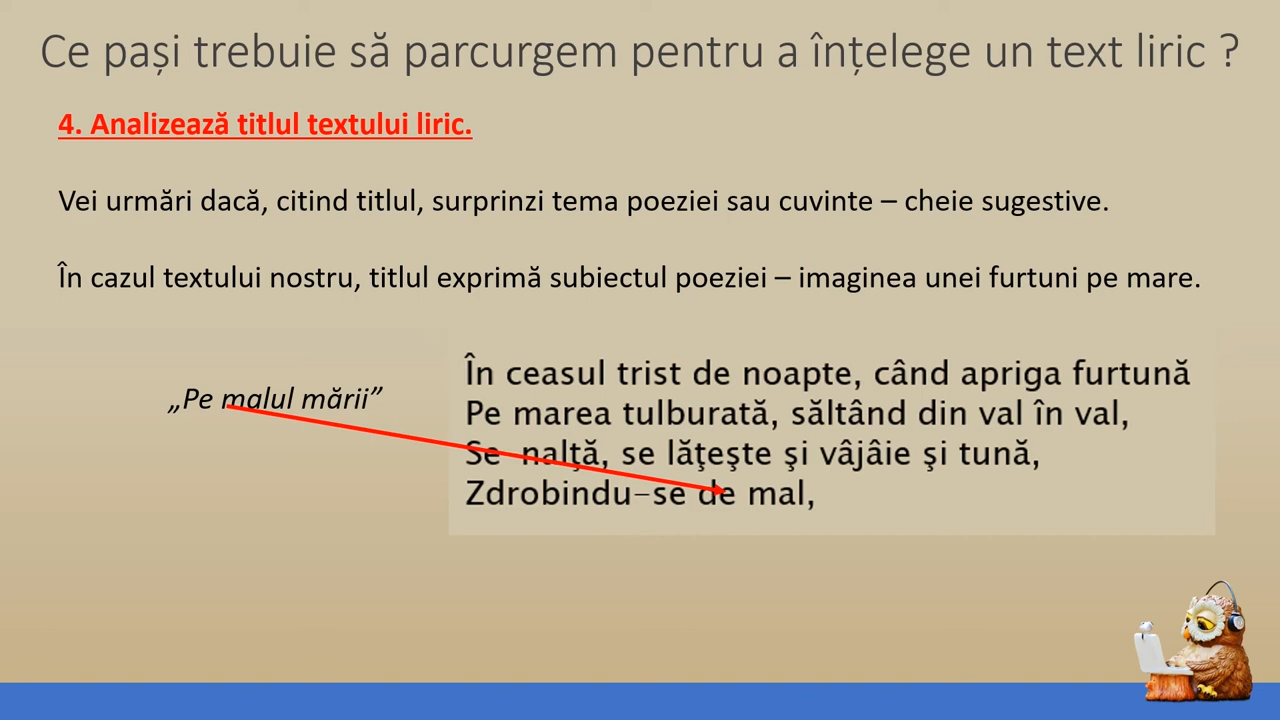 Ce pași trebuie să parcurgem pentru a înțelege un text liric ?
4. Analizează titlul textului liric.
Vei urmări dacă, citind titlul, surprinzi tema poeziei sau cuvinte – cheie sugestive.
În cazul textului nostru, titlul exprimă subiectul poeziei – imaginea unei furtuni pe mare.
„Pe malul mării”
În ceasul trist de noapte, când apriga furtună
Pe marea tulburată, săltând din val în val,
Se nalţă, se lăţeşte şi vâjâie şi tună,
Zdrobindu-se de mal,